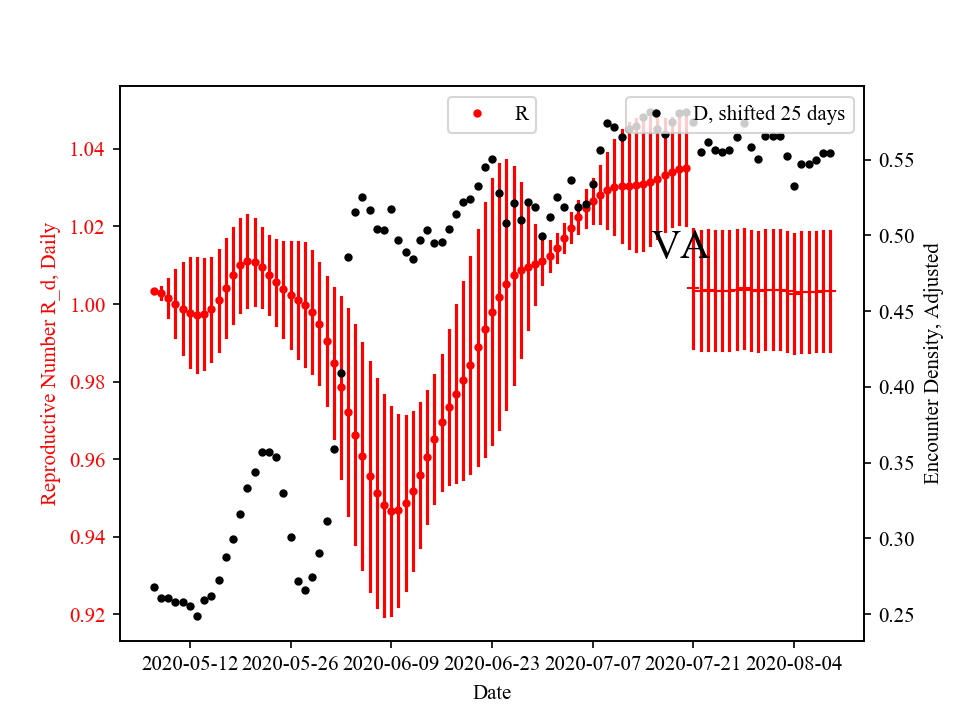 R
D, shifted 25 days
1.04
1.02
1.00
0.98
0.96
0.94
0.92
Reproductive Number R_d, Daily
VA
0.55
0.50
0.45
0.40
0.35
0.30
0.25
Encounter Density, Adjusted
2020-05-12 2020-05-26 2020-06-09 2020-06-23 2020-07-07 2020-07-21 2020-08-04
Date